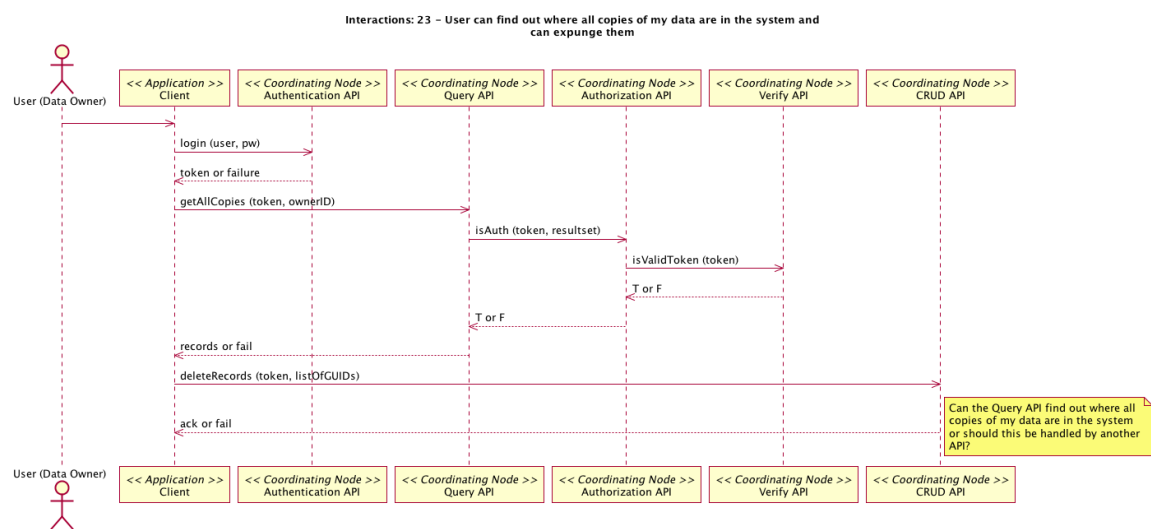 Interactions: 23 - User can find out where all copies of my data are in the system and
can expunge them
User (Data Owner)
<< Application >>
Client
<< Coordinating Node >>
Authentication API
<< Coordinating Node >>
Query API
<< Coordinating Node >>
Authorization API
<< Coordinating Node >>
Verify API
<< Coordinating Node >>
CRUD API
login (user, pw)
token or failure
getAllCopies (token, ownerID)
isAuth (token, resultset)
isValidToken (token)
T or F
T or F
records or fail
deleteRecords (token, listOfGUIDs)
Can the Query API find out where all
copies of my data are in the system
or should this be handled by another
API?
ack or fail
User (Data Owner)
<< Application >>
Client
<< Coordinating Node >>
Authentication API
<< Coordinating Node >>
Query API
<< Coordinating Node >>
Authorization API
<< Coordinating Node >>
Verify API
<< Coordinating Node >>
CRUD API